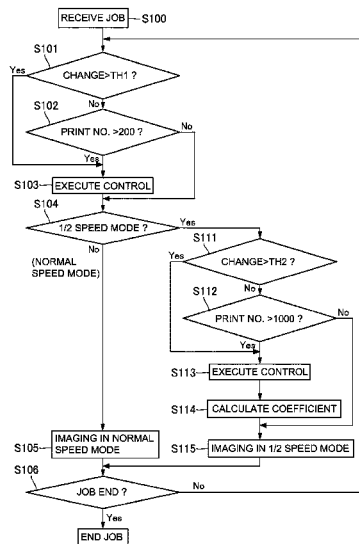 RECEIVE JOB S100
S101
Yes
CHANGE>TH1 ?
S102
No
PRINT NO. >200 ?
No
Yes
S103 EXECUTE CONTROL
S104
1/2 SPEED MODE ?
Yes
S111
No
(NORMAL
SPEED MODE)
Yes
CHANGE>TH2 ?
S112
No
PRINT NO. >1000 ?
No
Yes
S113 EXECUTE CONTROL
S114 CALCULATE COEFFICIENT
S105 IMAGING IN NORMAL
SPEED MODE
S115 IMAGING IN 1/2 SPEED MODE
S106
JOB END ?
No
Yes
END JOB